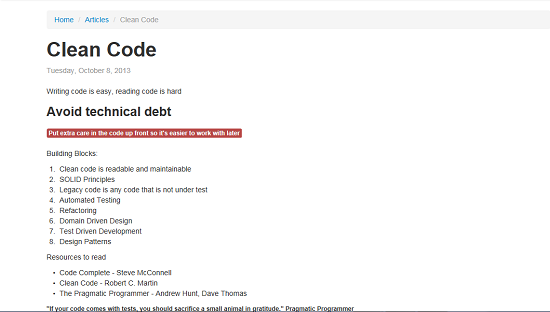 Home / Articles / Clean Code
Clean Code
Tuesday, October 8, 2013
Writing code is easy, reading code is hard
Avoid technical debt
Put extra care in the code up front so it's easier to work with later
Building Blocks:
1. Clean code is readable and maintainable
2. SOLID Principles
3. Legacy code is any code that is not under test
4. Automated Testing
5. Refactoring
6. Domain Driven Design
7. Test Driven Development
8. Design Patterns
Resources to read
• Code Complete - Steve McConnell
• Clean Code - Robert C. Martin
• The Pragmatic Programmer - Andrew Hunt, Dave Thomas
"If your code comes with tests, you should sacrifice a small animal in gratitude." Pragmatic Programmer